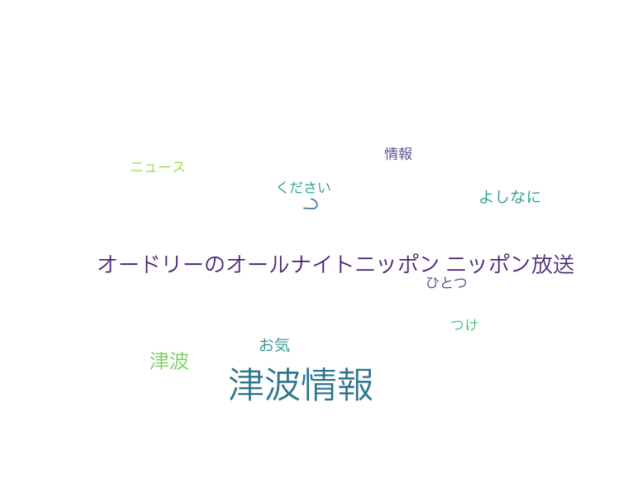 情報
ニュース
ください
よしなに
つ
オードリーのオールナイトニッポン ニッポン放送
ひとつ
つけ
お気
津波
津波情報